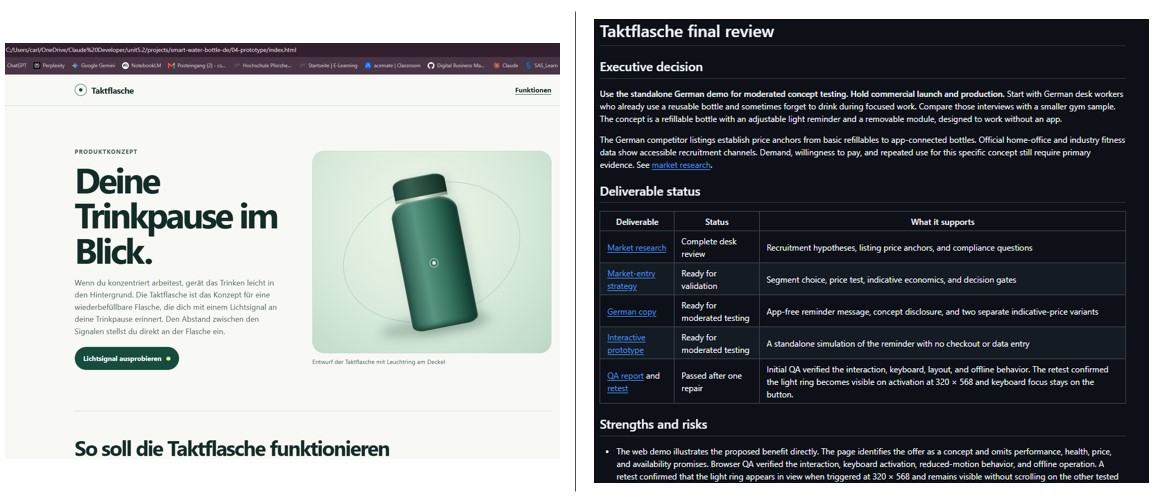 C:/Users/carl/OneDrive/Claude%20Developer/unit5.2/projects/smart-water-bottle-de/04-prototype/index.html
ChatGPT Perplexity Google Gemini NotebookLM Posteingang (2) - co... Hochschule Pforzhe... Startseite | E-Learning acemate | Classroom Digital Business Ma... Claude SAS_Learn
Taktflasche
Funktionen
PRODUKTKONZEPT
Deine
Trinkpause im
Blick.
Wenn du konzentriert arbeitest, gerät das Trinken leicht in
den Hintergrund. Die Taktflasche ist das Konzept für eine
wiederbefüllbare Flasche, die dich mit einem Lichtsignal an
deine Trinkpause erinnert. Den Abstand zwischen den
Signalen stellst du direkt an der Flasche ein.
Lichtsignal ausprobieren
Entwurf der Taktflasche mit Leuchtring am Deckel
So soll die Taktflasche funktionieren
Taktflasche final review
Executive decision
Use the standalone German demo for moderated concept testing. Hold commercial launch and production. Start with German desk workers
who already use a reusable bottle and sometimes forget to drink during focused work. Compare those interviews with a smaller gym sample.
The concept is a refillable bottle with an adjustable light reminder and a removable module, designed to work without an app.
The German competitor listings establish price anchors from basic refillables to app-connected bottles. Official home-office and industry fitness
data show accessible recruitment channels. Demand, willingness to pay, and repeated use for this specific concept still require primary
evidence. See market research.
Deliverable status
Deliverable Status What it supports
Market research Complete desk review Recruitment hypotheses, listing price anchors, and compliance questions
Market-entry strategy Ready for validation Segment choice, price test, indicative economics, and decision gates
German copy Ready for moderated testing App-free reminder message, concept disclosure, and two separate indicative-price variants
Interactive prototype Ready for moderated testing A standalone simulation of the reminder with no checkout or data entry
QA report and retest Passed after one repair Initial QA verified the interaction, keyboard, layout, and offline behavior. The retest confirmed
the light ring becomes visible on activation at 320 × 568 and keyboard focus stays on the
button.
Strengths and risks
• The web demo illustrates the proposed benefit directly. The page identifies the offer as a concept and omits performance, health, price,
and availability promises. Browser QA verified the interaction, keyboard activation, reduced-motion behavior, and offline operation. A
retest confirmed that the light ring appears in view when triggered at 320 × 568 and remains visible without scrolling on the other tested